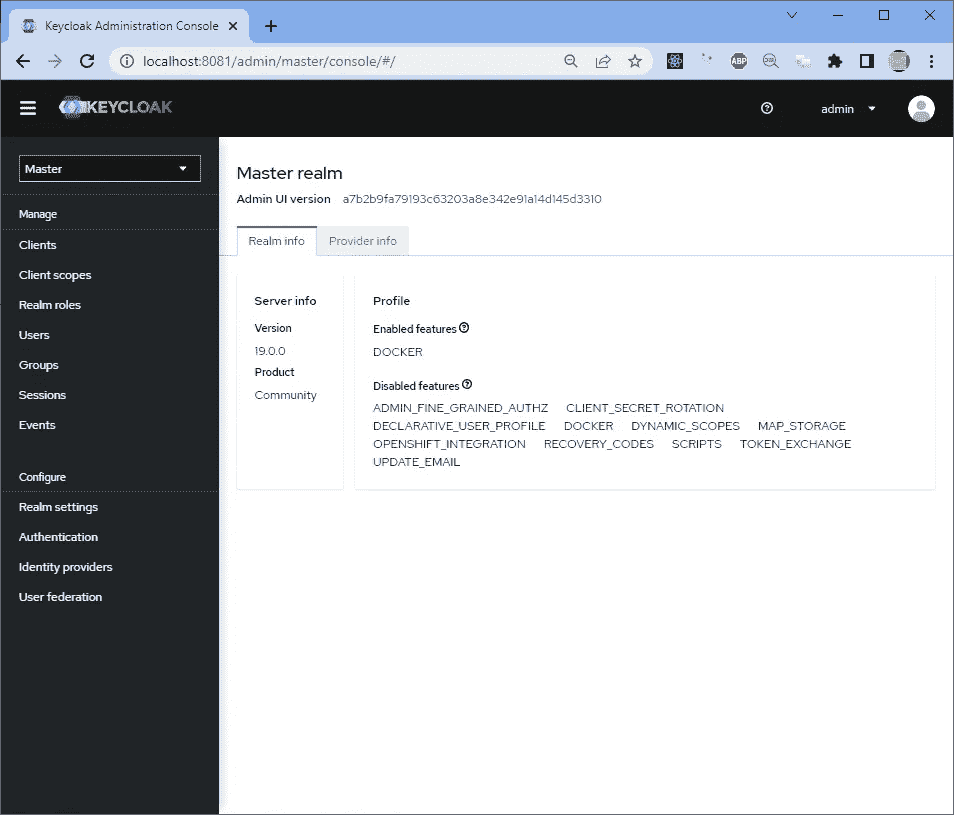 Keycloak Administration Console
localhost:8081/admin/master/console/#/
ABP
KEYCLOAK
admin
Master
Manage
Clients
Client scopes
Realm roles
Users
Groups
Sessions
Events
Configure
Realm settings
Authentication
Identity providers
User federation
Master realm
Admin UI version a7b2b9fa79193c63203a8e342e91a14d145d3310
Realm info Provider info
Server info
Version
19.0.0
Product
Community
Profile
Enabled features
DOCKER
Disabled features
ADMIN_FINE_GRAINED_AUTHZ CLIENT_SECRET_ROTATION
DECLARATIVE_USER_PROFILE DOCKER DYNAMIC_SCOPES MAP_STORAGE
OPENSHIFT_INTEGRATION RECOVERY_CODES SCRIPTS TOKEN_EXCHANGE
UPDATE_EMAIL